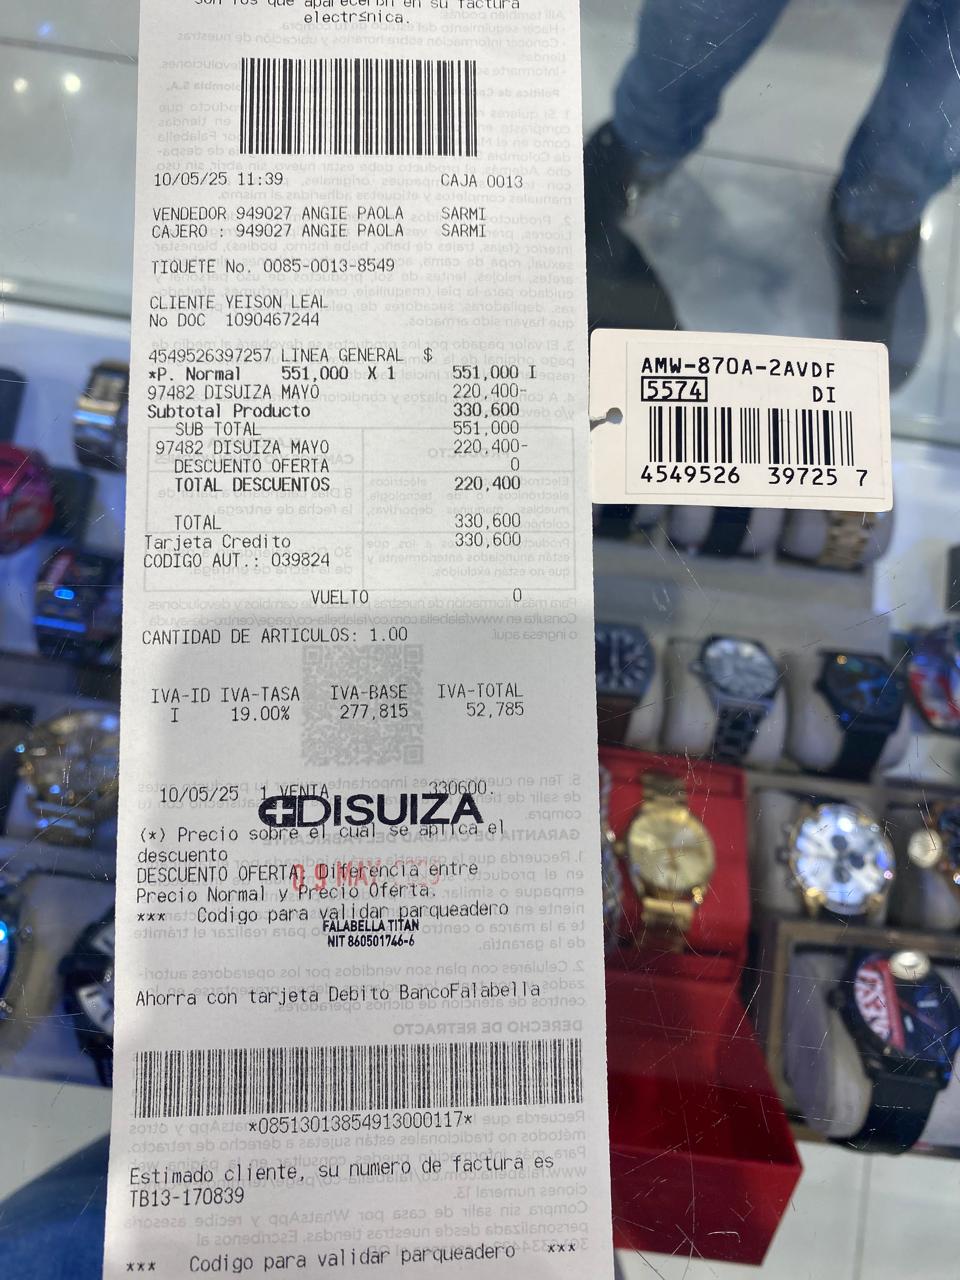 son los que aparecerán en su factura
electrsnica.
10/05/25 11:39 CAJA 0013
VENDEDOR 949027 ANGIE PAOLA SARMI
CAJERO : 949027 ANGIE PAOLA SARMI
TIQUETE No. 0085-0013-8549
CLIENTE YEISON LEAL
No DOC 1090467244
4549526397257 LINEA GENERAL $
*P. Normal 551,000 X 1 551,000 I
97482 DISUIZA MAYO 220,400-
Subtotal Producto 330,600
SUB TOTAL 551,000
97482 DISUIZA MAYO 220,400-
DESCUENTO OFERTA 0
TOTAL DESCUENTOS 220,400
TOTAL 330,600
Tarjeta Credito 330,600
CODIGO AUT.: 039824
VUELTO 0
CANTIDAD DE ARTICULOS: 1.00
IVA-ID IVA-TASA IVA-BASE IVA-TOTAL
I 19.00% 277,815 52,785
10/05/25 1 VENTA 330600.
DISUIZA
(*) Precio sobre el cual se aplica el
descuento
DESCUENTO OFERTA: Diferencia entre
Precio Normal y Precio Oferta.
*** Codigo para validar parqueadero
FALABELLA TITAN
NIT 860501746-6
Ahorra con tarjeta Debito BancoFalabella
*08513013854913000117*
Estimado cliente, su numero de factura es
TB13-170839
*** Codigo para validar parqueadero ***
AMW-870A-2AVDF
5574 DI
4549526 39725 7